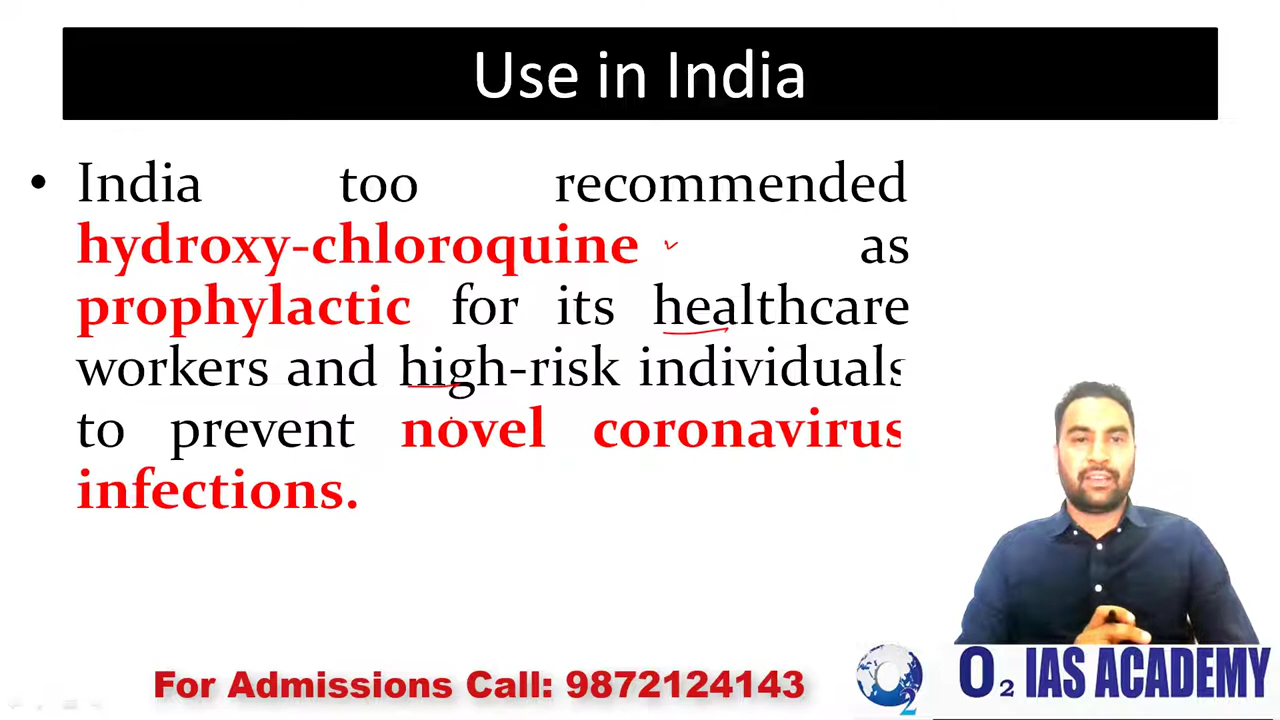 Use in India
• India too recommended
hydroxy-chloroquine as
prophylactic for its healthcare
workers and high-risk individuals
to prevent novel coronavirus
infections.
For Admissions Call: 9872124143
O2 IAS ACADEMY
2